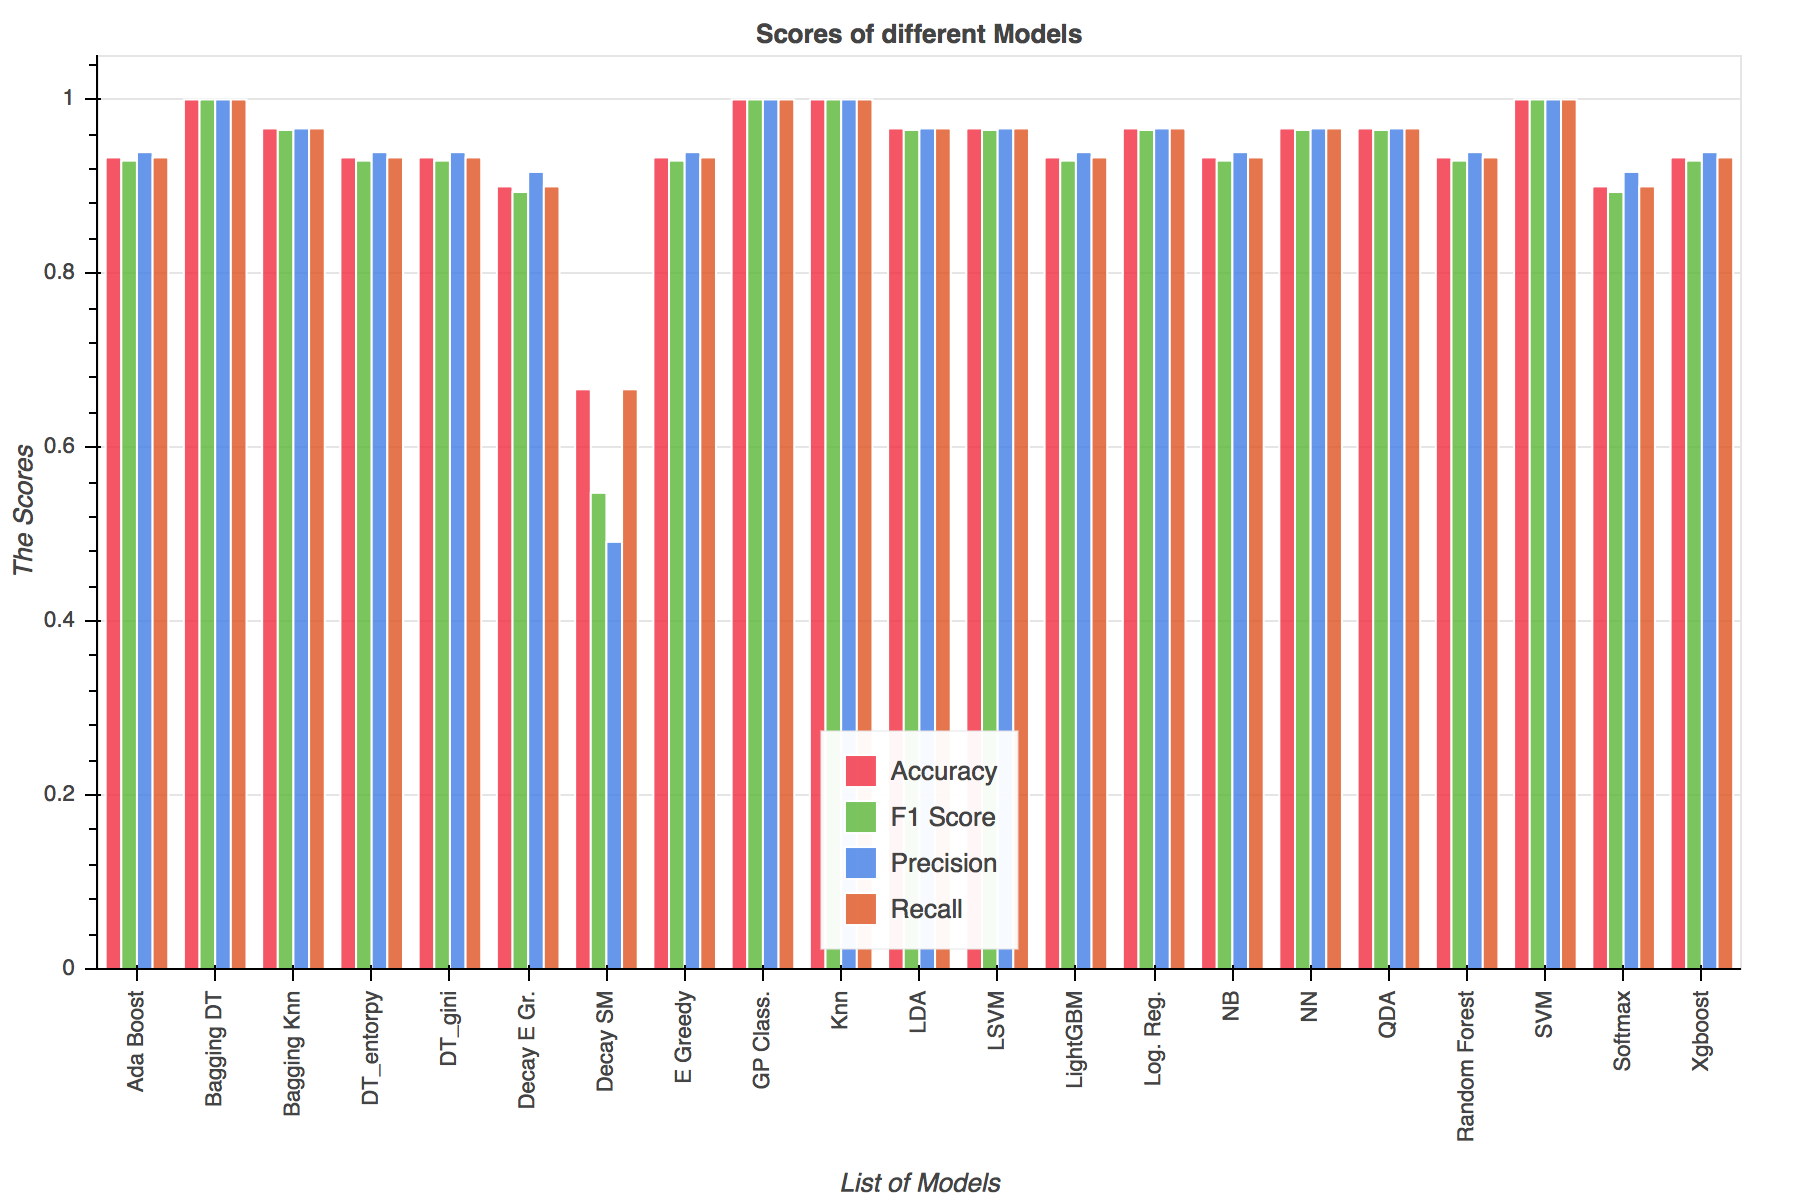 Scores of different Models
1
0.8
0.6
0.4
0.2
0
The Scores
Accuracy
F1 Score
Precision
Recall
Ada Boost
Bagging DT
Bagging Knn
DT_entorpy
DT_gini
Decay E Gr.
Decay SM
E Greedy
GP Class.
Knn
LDA
LSVM
LightGBM
Log. Reg.
NB
NN
QDA
Random Forest
SVM
Softmax
Xgboost
List of Models